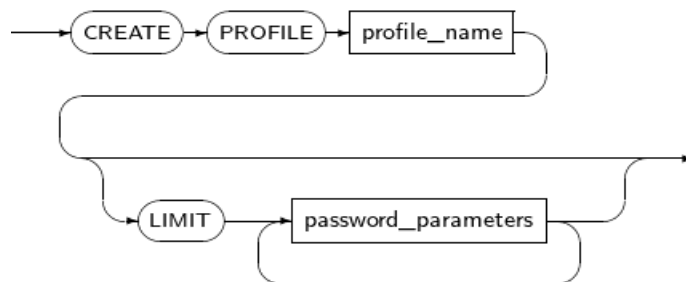 CREATE PROFILE profile_name
LIMIT password_parameters